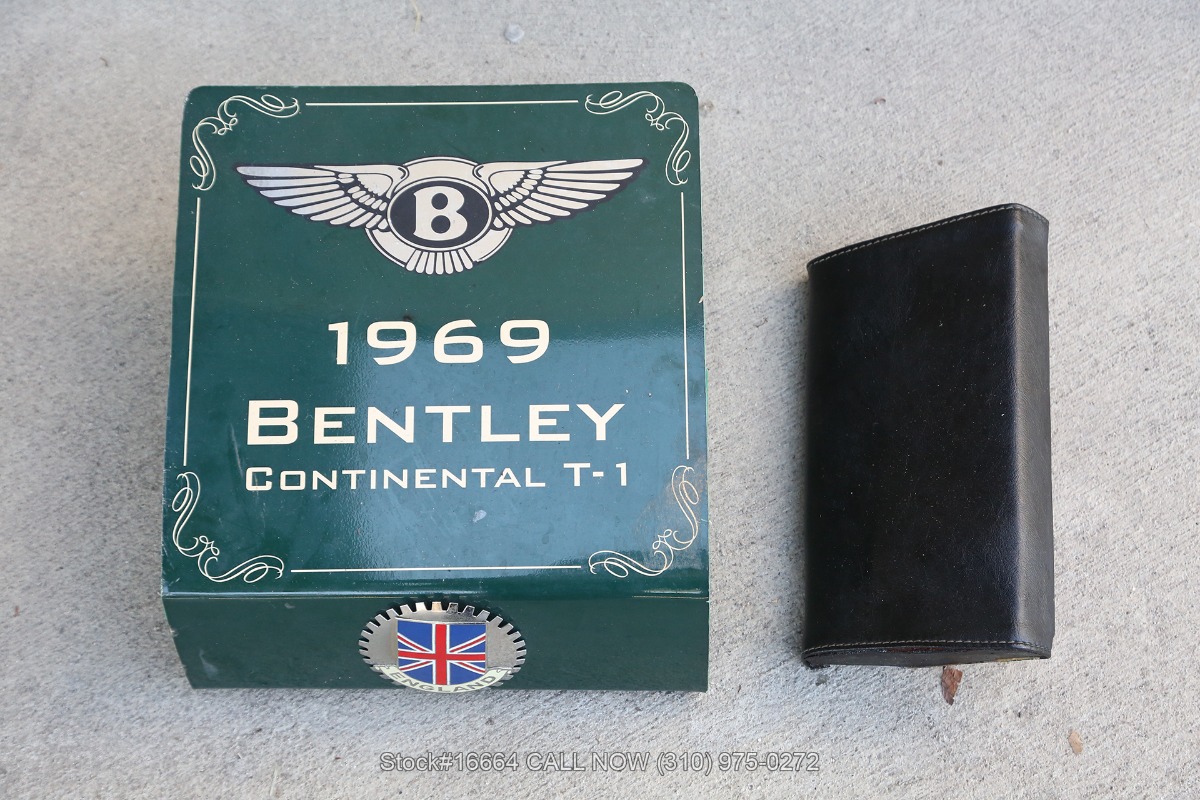 B
1969
BENTLEY
CONTINENTAL T-1
ENGLAND
Stock#16664 CALL NOW (310) 975-0272